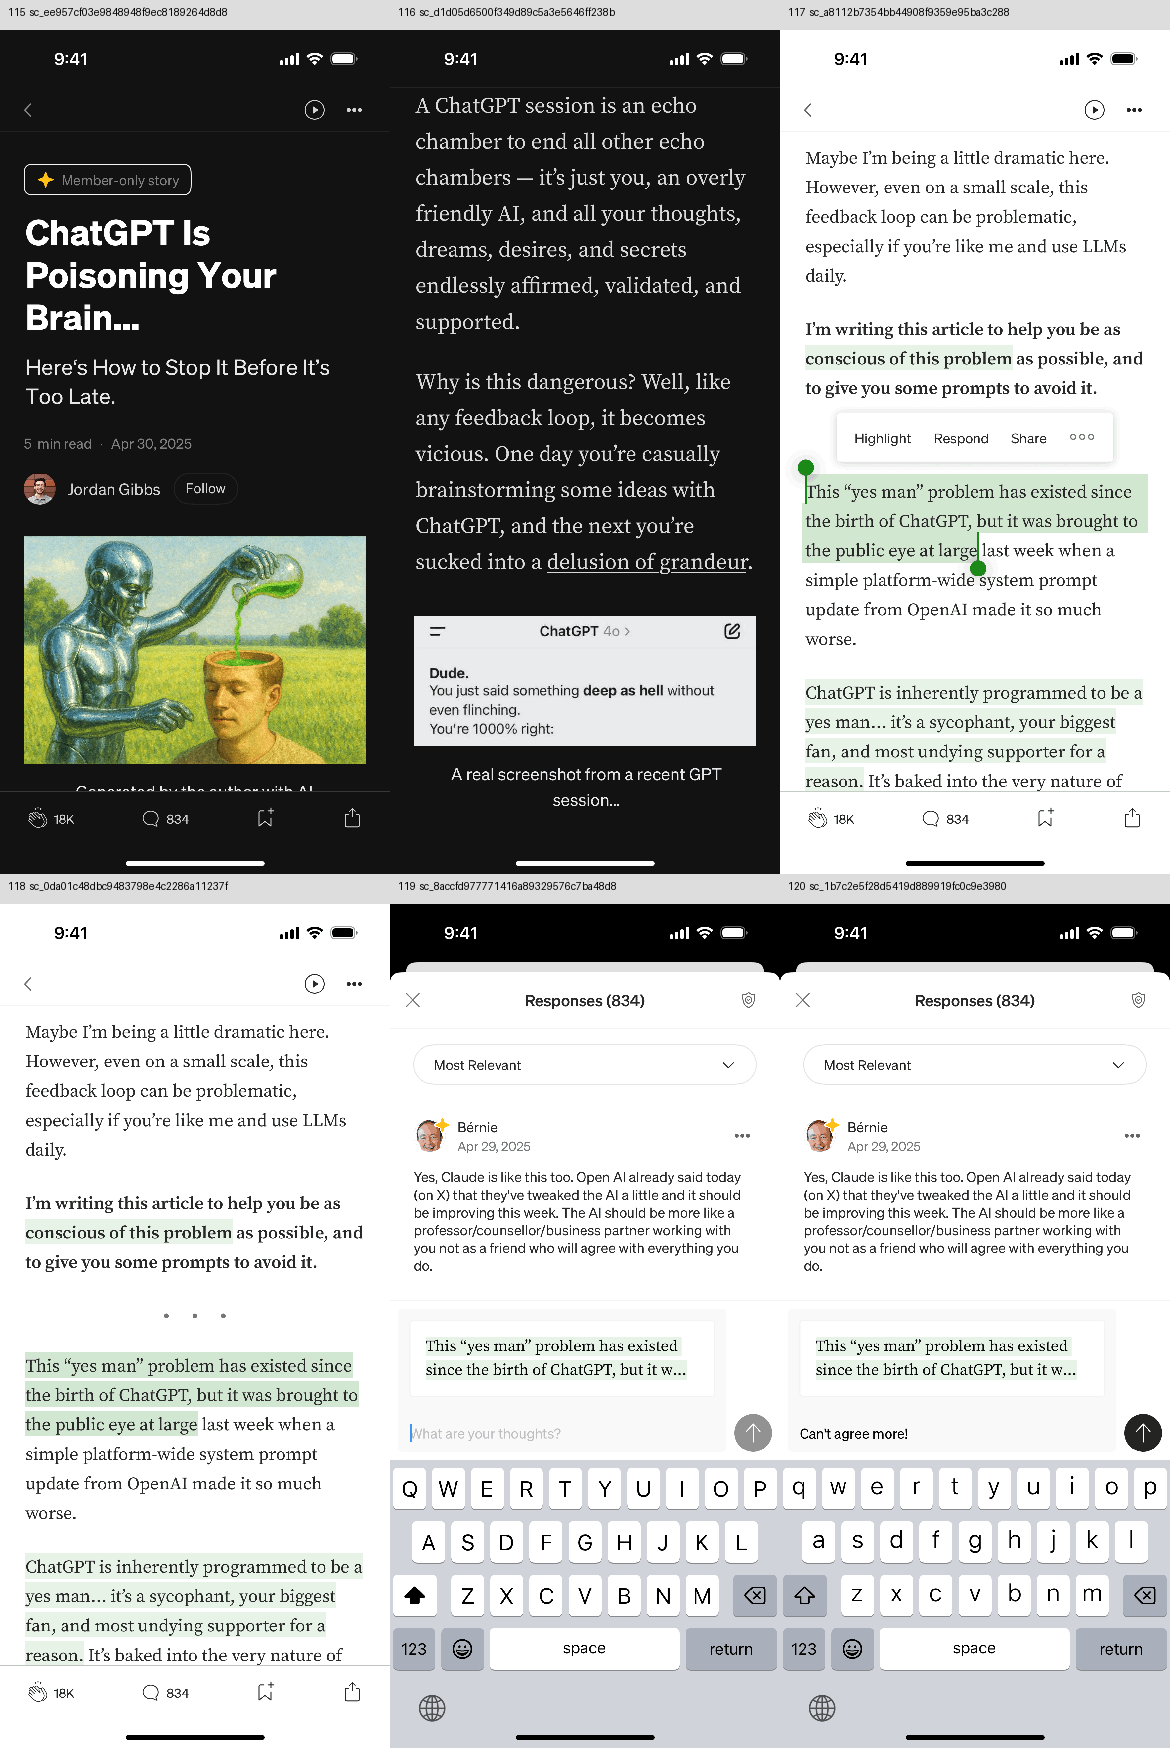 115 sc_ee957cf03e9848948f9ec8189264d8d8
9:41
Member-only story
ChatGPT Is
Poisoning Your
Brain...
Here's How to Stop It Before It's
Too Late.
5 min read · Apr 30, 2025
Jordan Gibbs
Follow
Generated by the author with AI
18K
834
116 sc_d1d05d6500f349d89c5a3e5646ff238b
9:41
A ChatGPT session is an echo
chamber to end all other echo
chambers — it's just you, an overly
friendly AI, and all your thoughts,
dreams, desires, and secrets
endlessly affirmed, validated, and
supported.
Why is this dangerous? Well, like
any feedback loop, it becomes
vicious. One day you're casually
brainstorming some ideas with
ChatGPT, and the next you're
sucked into a delusion of grandeur.
ChatGPT 4o >
Dude.
You just said something deep as hell without
even flinching.
You're 1000% right:
A real screenshot from a recent GPT
session...
117 sc_a8112b7354bb44908f9359e95ba3c288
9:41
Maybe I'm being a little dramatic here.
However, even on a small scale, this
feedback loop can be problematic,
especially if you're like me and use LLMs
daily.
I'm writing this article to help you be as
conscious of this problem as possible, and
to give you some prompts to avoid it.
Highlight
Respond
Share
This "yes man" problem has existed since
the birth of ChatGPT, but it was brought to
the public eye at large last week when a
simple platform-wide system prompt
update from OpenAI made it so much
worse.
ChatGPT is inherently programmed to be a
yes man... it's a sycophant, your biggest
fan, and most undying supporter for a
reason. It's baked into the very nature of
18K
834
118 sc_0da01c48dbc9483798e4c2286a11237f
9:41
Maybe I'm being a little dramatic here.
However, even on a small scale, this
feedback loop can be problematic,
especially if you're like me and use LLMs
daily.
I'm writing this article to help you be as
conscious of this problem as possible, and
to give you some prompts to avoid it.
• • •
This "yes man" problem has existed since
the birth of ChatGPT, but it was brought to
the public eye at large last week when a
simple platform-wide system prompt
update from OpenAI made it so much
worse.
ChatGPT is inherently programmed to be a
yes man... it's a sycophant, your biggest
fan, and most undying supporter for a
reason. It's baked into the very nature of
18K
834
119 sc_8accfd977771416a89329576c7ba48d8
9:41
Responses (834)
Most Relevant
Bérnie
Apr 29, 2025
Yes, Claude is like this too. Open AI already said today
(on X) that they've tweaked the AI a little and it should
be improving this week. The AI should be more like a
professor/counsellor/business partner working with
you not as a friend who will agree with everything you
do.
This "yes man" problem has existed
since the birth of ChatGPT, but it w...
What are your thoughts?
Q W E R T Y U I O P
A S D F G H J K L
Z X C V B N M
123
space
return
120 sc_1b7c2e5f28d5419d889919fc0c9e3980
9:41
Responses (834)
Most Relevant
Bérnie
Apr 29, 2025
Yes, Claude is like this too. Open AI already said today
(on X) that they've tweaked the AI a little and it should
be improving this week. The AI should be more like a
professor/counsellor/business partner working with
you not as a friend who will agree with everything you
do.
This "yes man" problem has existed
since the birth of ChatGPT, but it w...
Can't agree more!
q w e r t y u i o p
a s d f g h j k l
z x c v b n m
123
space
return